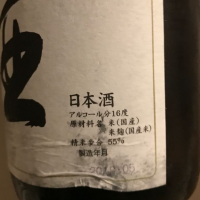 日本酒
アルコール分16度
原材料名 米(国産)
米麹(国産米)
精米歩合 55%
製造年月